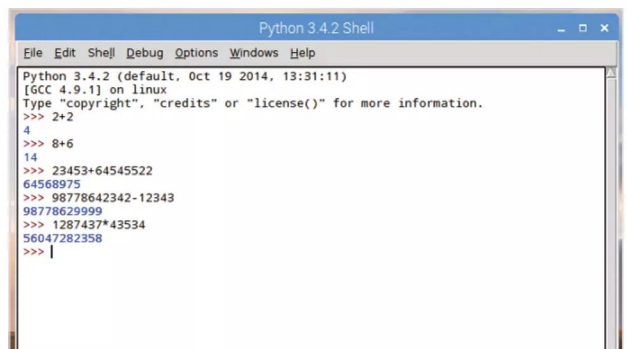 Python 3.4.2 Shell
File Edit Shell Debug Options Windows Help
Python 3.4.2 (default, Oct 19 2014, 13:31:11)
[GCC 4.9.1] on linux
Type "copyright", "credits" or "license()" for more information.
>>> 2+2
4
>>> 8+6
14
>>> 23453+64545522
64568975
>>> 98778642342-12343
98778629999
>>> 1287437*43534
56047282358
>>>